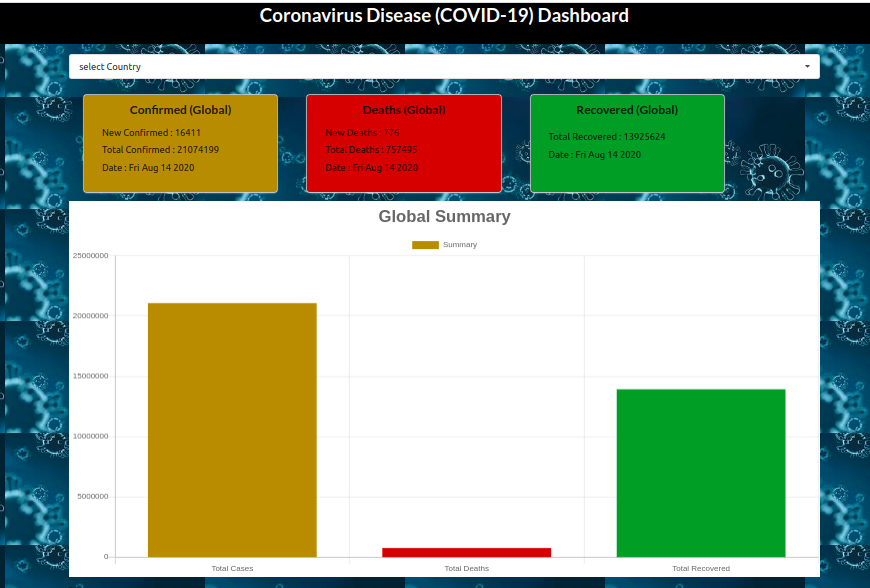 Coronavirus Disease (COVID-19) Dashboard
select Country
Confirmed (Global)
New Confirmed : 16411
Total Confirmed : 21074199
Date : Fri Aug 14 2020
Deaths (Global)
New Deaths : 776
Total Deaths : 757495
Date : Fri Aug 14 2020
Recovered (Global)
Total Recovered : 13925624
Date : Fri Aug 14 2020
Global Summary
Summary
25000000
20000000
15000000
10000000
5000000
0
Total Cases
Total Deaths
Total Recovered